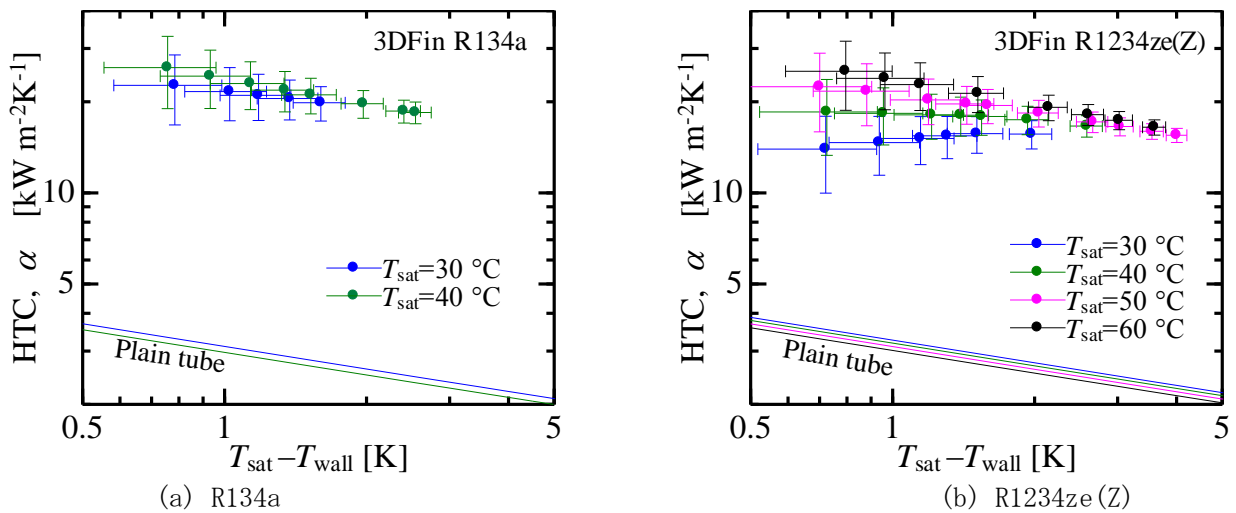 3DFin R134a
HTC, α [kW m-2K-1]
10
5
Tsat=30 °C
Tsat=40 °C
Plain tube
0.5 1 5
Tsat−Twall [K]
(a) R134a
3DFin R1234ze(Z)
HTC, α [kW m-2K-1]
10
5
Tsat=30 °C
Tsat=40 °C
Tsat=50 °C
Tsat=60 °C
Plain tube
0.5 1 5
Tsat−Twall [K]
(b) R1234ze(Z)